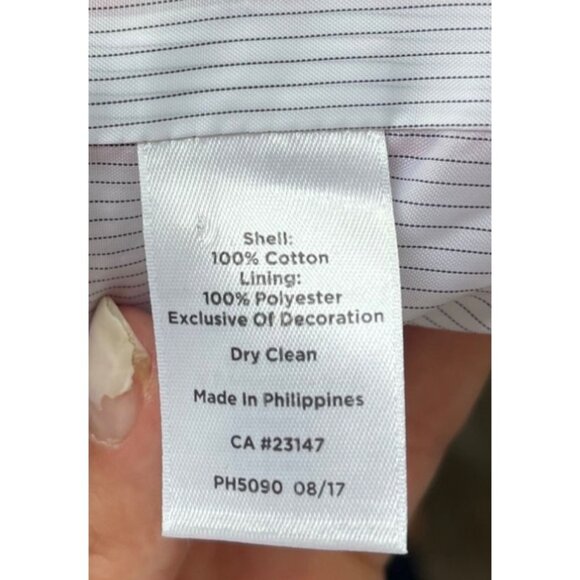 Shell:
100% Cotton
Lining:
100% Polyester
Exclusive Of Decoration
Dry Clean
Made In Philippines
CA #23147
PH5090 08/17